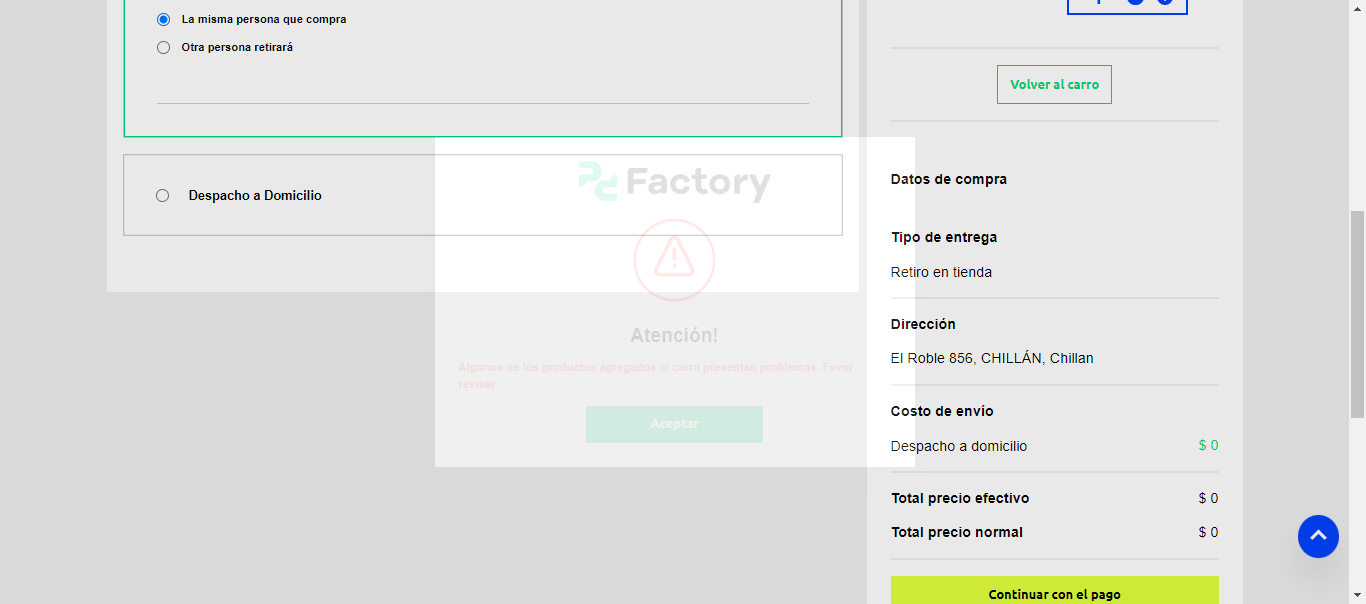 La misma persona que compra
Otra persona retirará
Despacho a Domicilio
Factory
Atención!
Algunos de los productos agregados al carro presentan problemas. Favor
revisar
Aceptar
Volver al carro
Datos de compra
Tipo de entrega
Retiro en tienda
Dirección
El Roble 856, CHILLÁN, Chillan
Costo de envío
Despacho a domicilio $ 0
Total precio efectivo $ 0
Total precio normal $ 0
Continuar con el pago